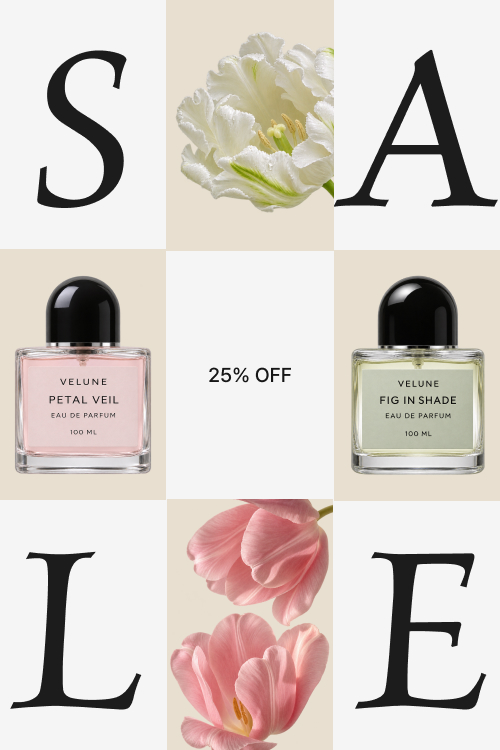 S A
VELUNE
PETAL VEIL
EAU DE PARFUM
100 ML
25% OFF
VELUNE
FIG IN SHADE
EAU DE PARFUM
100 ML
L E